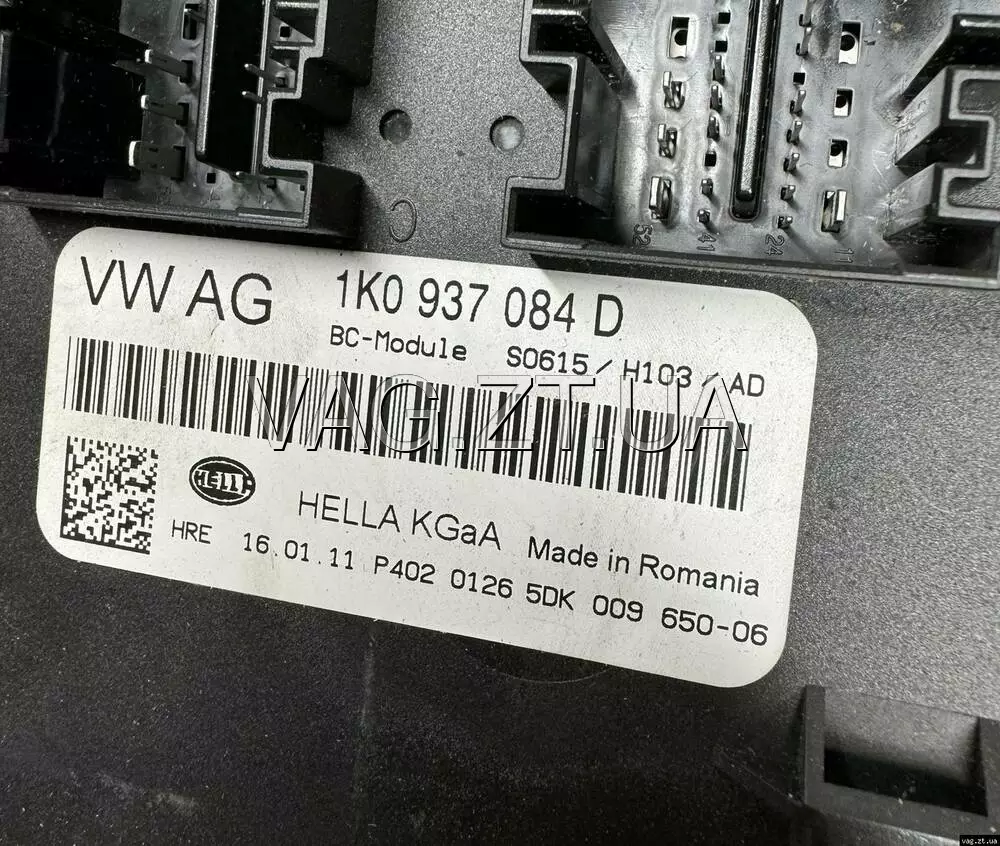 VW AG 1K0 937 084 D
BC-Module S0615 / H103 / AD
VAG.ZT.UA
HELLA
HELLA KGaA Made in Romania
HRE 16.01.11 P402 0126 5DK 009 650-06
52 41 24 11
vag.zt.ua